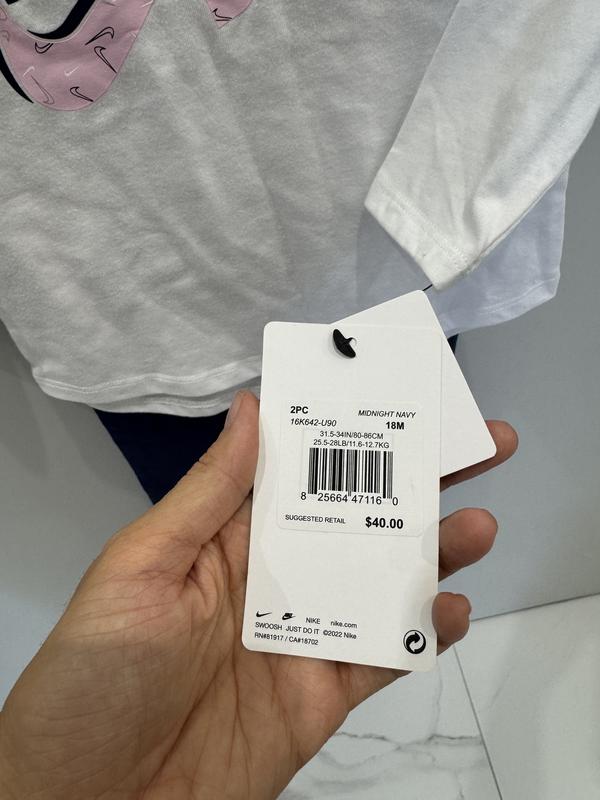 2PC
MIDNIGHT NAVY
16K642-U90
18M
31.5-34IN/80-86CM
25.5-28LB/11.6-12.7KG
8 25664 47116 0
SUGGESTED RETAIL $40.00
NIKE nike.com
SWOOSH JUST DO IT ©2022 Nike
RN#81917 / CA#18702